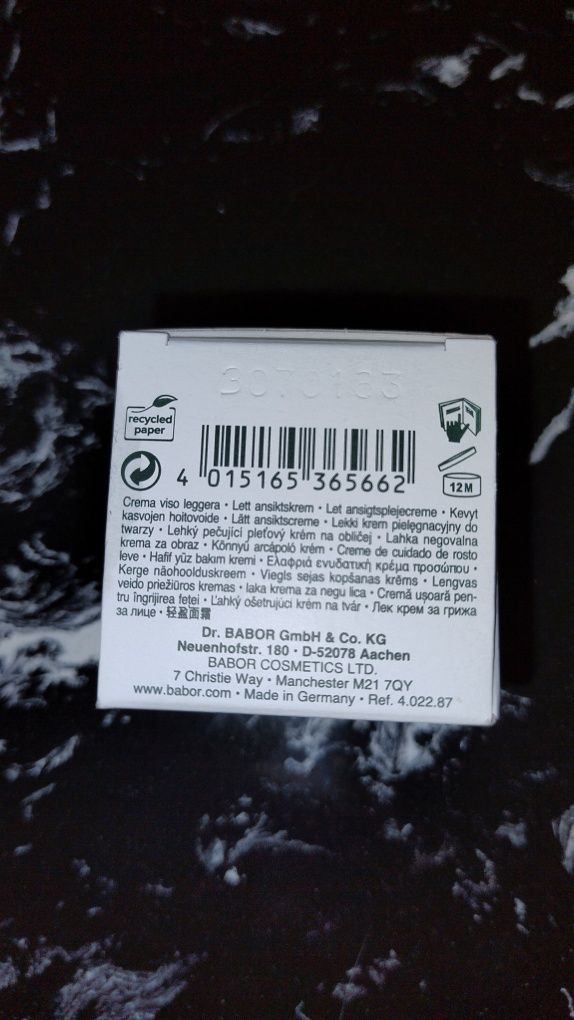 3070163
recycled
paper
4 015165 365662
12M
Crema viso leggera · Lett ansiktskrem · Let ansigtsplejecreme · Kevyt
kasvojen hoitovoide · Lätt ansiktscreme · Lekki krem pielęgnacyjny do
twarzy · Lehký pečující pleťový krém na obličej · Lahka negovalna
krema za obraz · Könnyű arcápoló krém · Creme de cuidado de rosto
leve · Hafif yüz bakım kremi · Ελαφριά ενυδατική κρέμα προσώπου ·
Kerge näohoolduskreem · Viegls sejas kopšanas krēms · Lengvas
veido priežiūros kremas · laka krema za negu lica · Cremă ușoară pen-
tru îngrijirea feței · Ľahký ošetrujúci krém na tvár · Лек крем за грижа
за лице · 轻盈面霜
Dr. BABOR GmbH & Co. KG
Neuenhofstr. 180 · D-52078 Aachen
BABOR COSMETICS LTD.
7 Christie Way · Manchester M21 7QY
www.babor.com · Made in Germany · Ref. 4.022.87